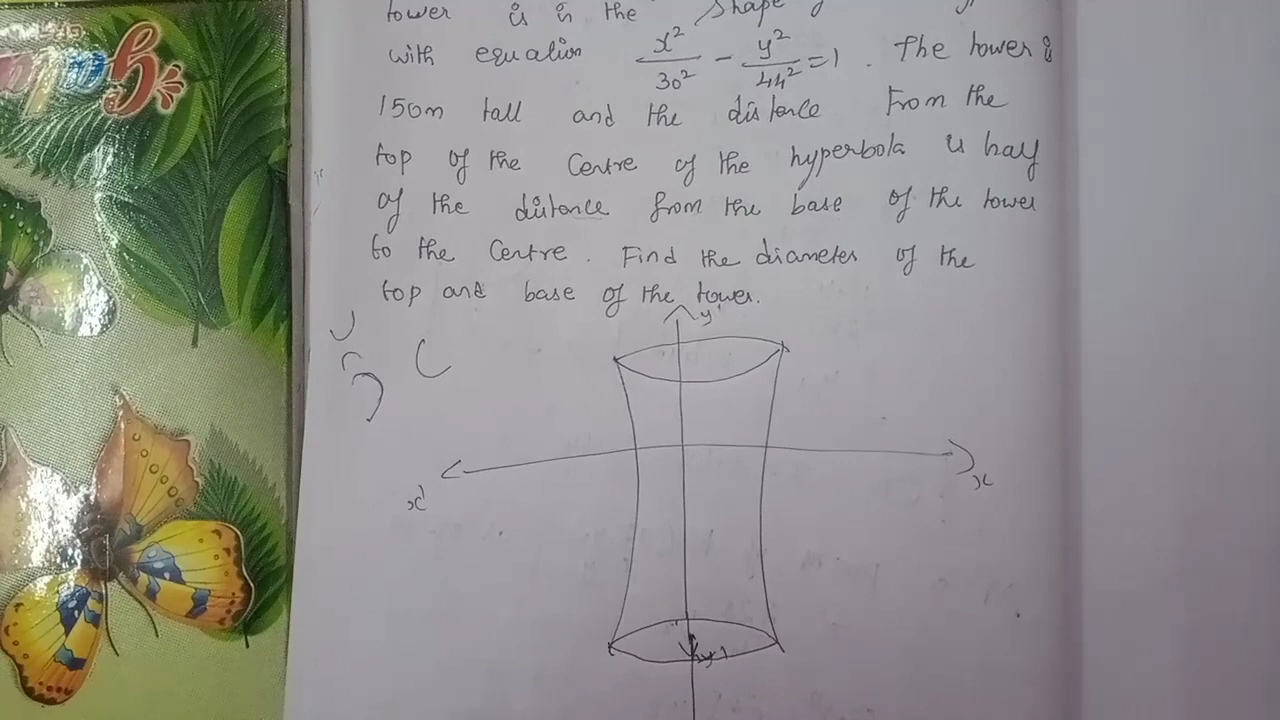 tower is in the shape
with equation x²/30² - y²/44² = 1 . The tower is
150m tall and the distance From the
top of the Centre of the hyperbola is half
of the distance from the base of the tower
to the Centre . Find the diameter of the
top and base of the tower.
y
x'
x
y'